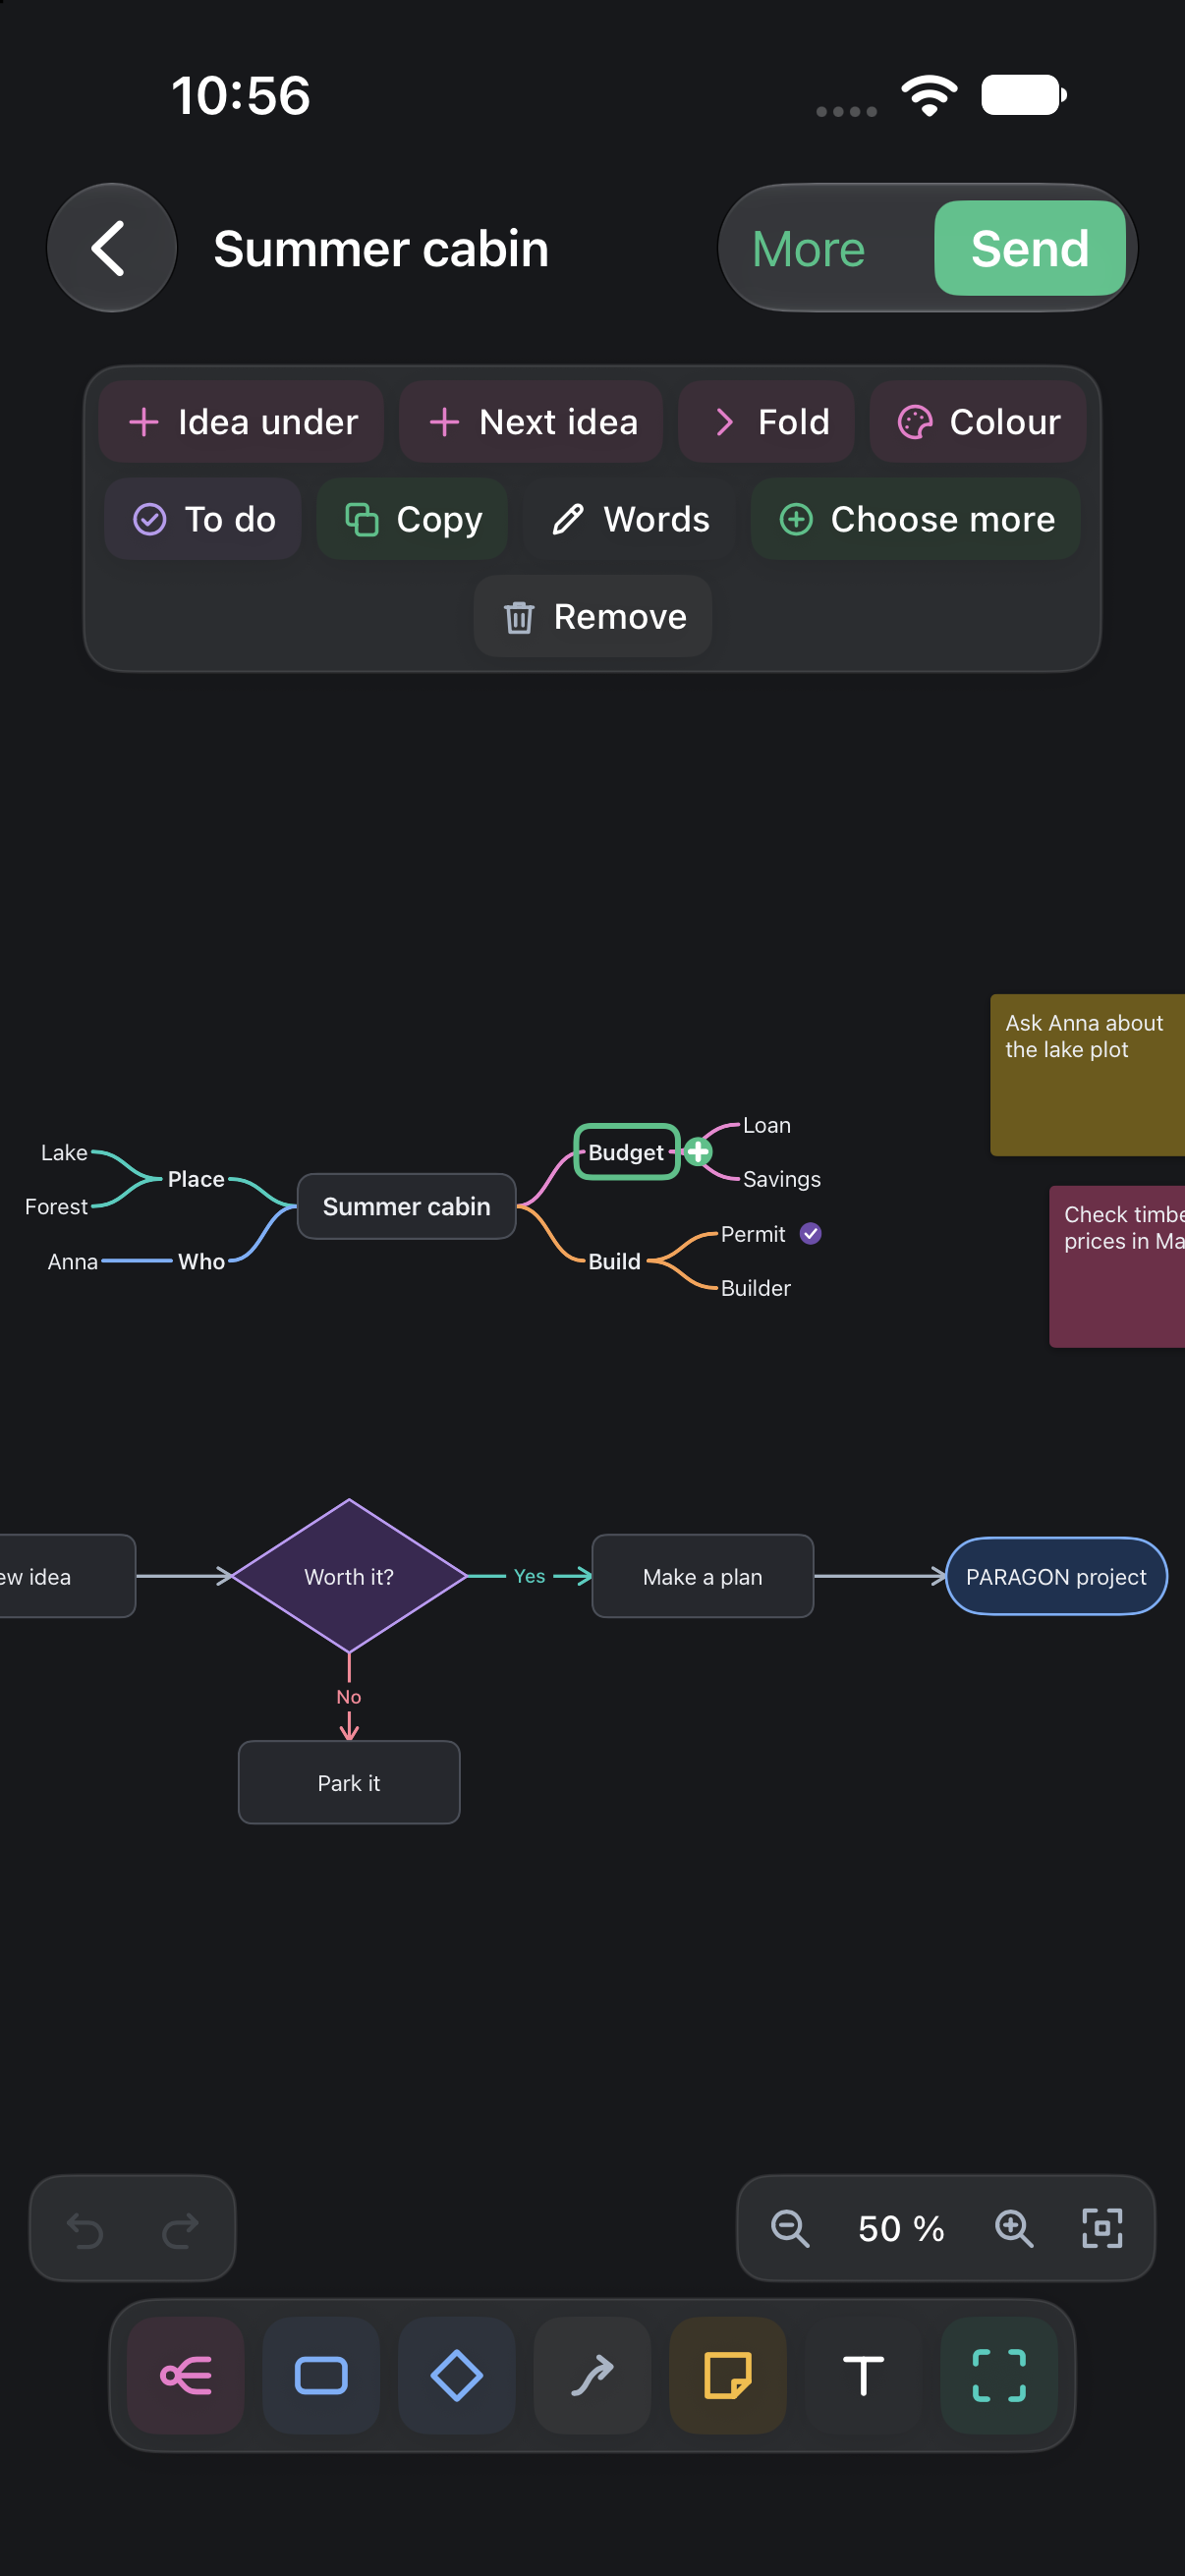 10:56
Summer cabin
More
Send
Idea under
Next idea
Fold
Colour
To do
Copy
Words
Choose more
Remove
Ask Anna about
the lake plot
Loan
Lake
Budget
Place
Savings
Forest
Summer cabin
Check timbe
prices in Ma
Permit
Anna
Who
Build
Builder
ew idea
Worth it?
Yes
Make a plan
PARAGON project
No
Park it
50 %
T